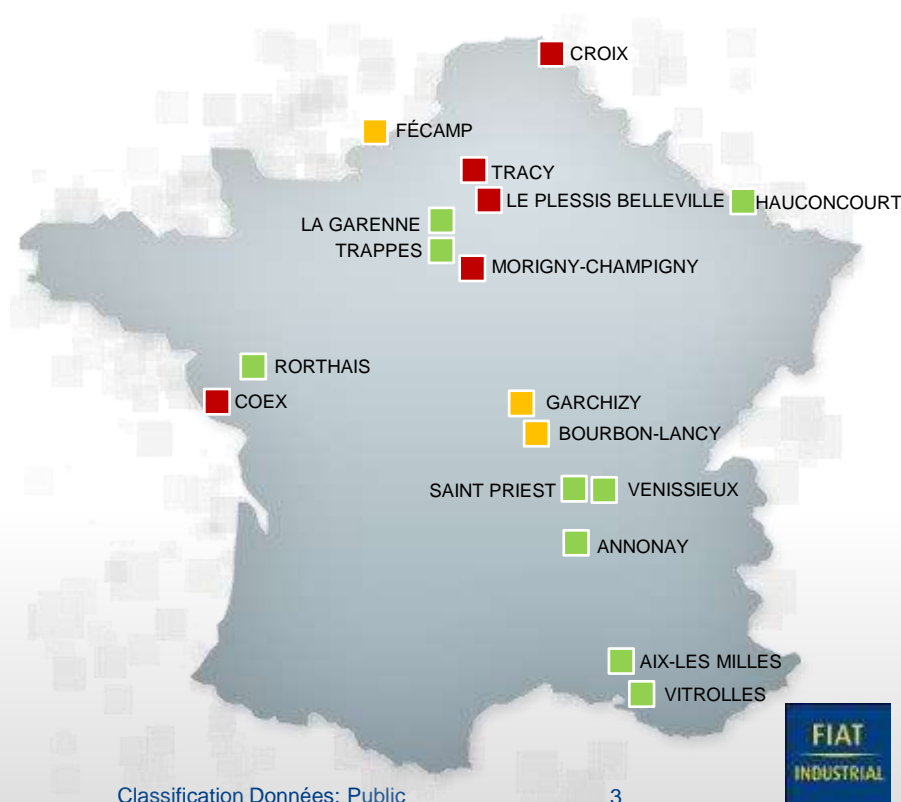 CROIX
FÉCAMP
TRACY
LE PLESSIS BELLEVILLE
HAUCONCOURT
LA GARENNE
TRAPPES
MORIGNY-CHAMPIGNY
RORTHAIS
COEX
GARCHIZY
BOURBON-LANCY
SAINT PRIEST
VENISSIEUX
ANNONAY
AIX-LES MILLES
VITROLLES
FIAT
INDUSTRIAL
Classification Données: Public
3